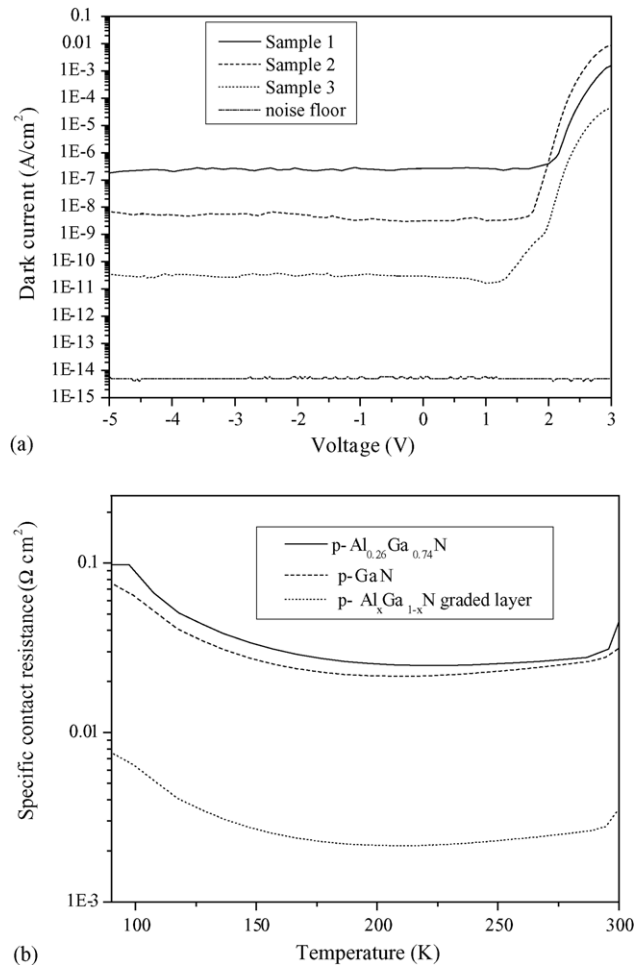 0.1
0.01
1E-3
1E-4
1E-5
1E-6
1E-7
1E-8
1E-9
1E-10
1E-11
1E-12
1E-13
1E-14
1E-15
Dark current (A/cm²)
Sample 1
Sample 2
Sample 3
noise floor
-5 -4 -3 -2 -1 0 1 2 3
Voltage (V)
(a)
0.1
0.01
1E-3
Specific contact resistance (Ω cm²)
p- Al₀.₂₆Ga₀.₇₄N
p- GaN
p- AlₓGa₁₋ₓN graded layer
100 150 200 250 300
Temperature (K)
(b)